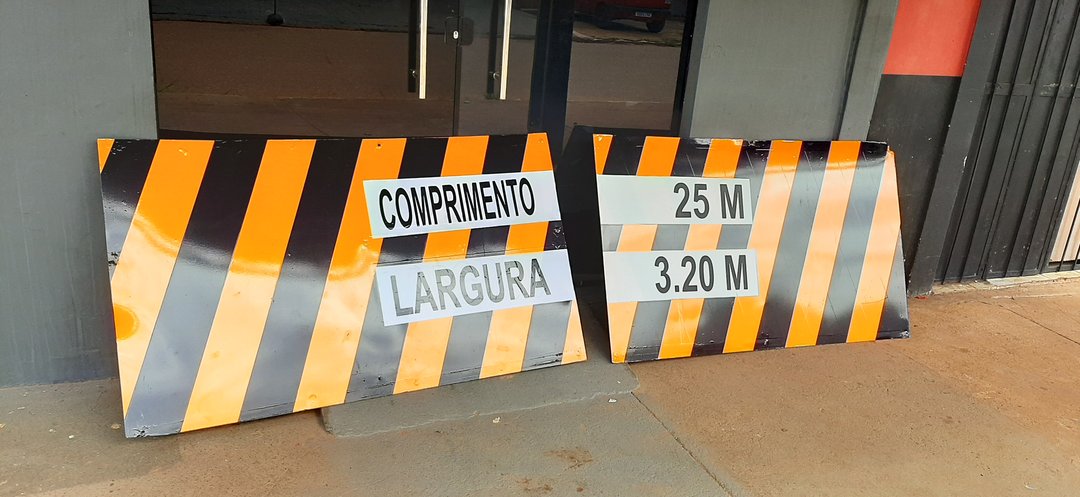 COMPRIMENTO 25 M
LARGURA 3.20 M